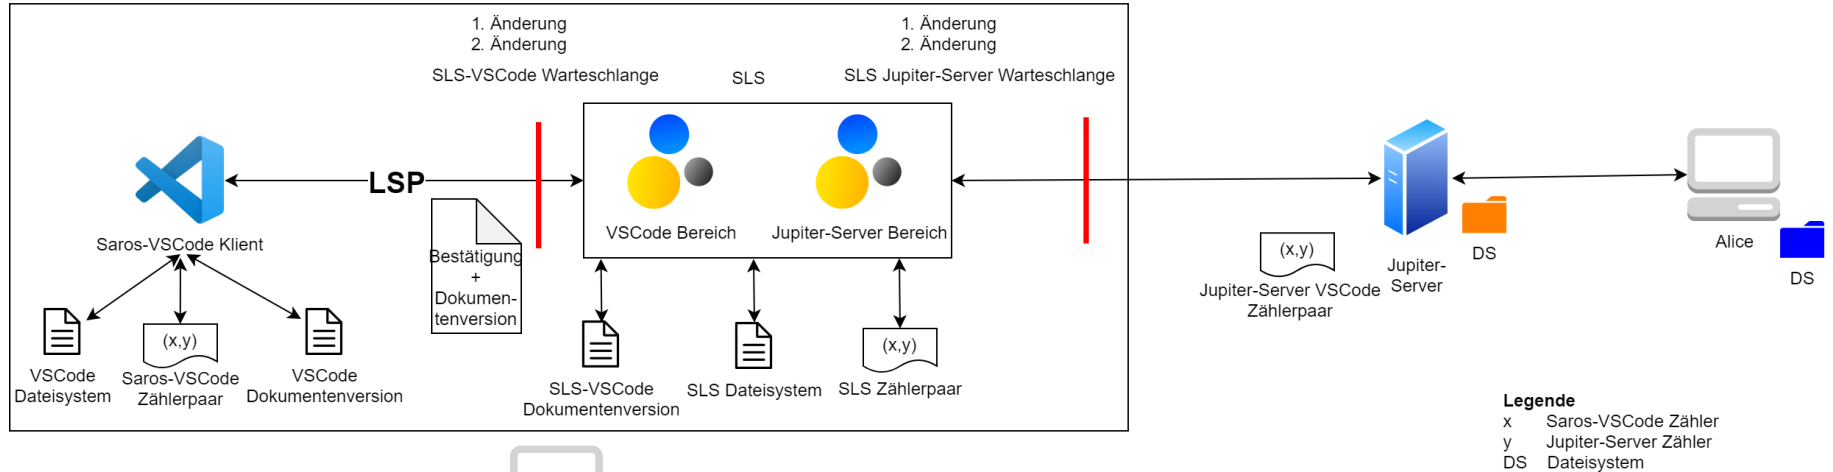 1. Änderung
2. Änderung
SLS-VSCode Warteschlange
SLS
1. Änderung
2. Änderung
SLS Jupiter-Server Warteschlange
LSP
Saros-VSCode Klient
Bestätigung
+
Dokumen-
tenversion
VSCode Bereich
Jupiter-Server Bereich
(x,y)
Jupiter-Server VSCode
Zählerpaar
Jupiter-
Server
DS
Alice
DS
VSCode
Dateisystem
(x,y)
Saros-VSCode
Zählerpaar
VSCode
Dokumentenversion
SLS-VSCode
Dokumentenversion
SLS Dateisystem
(x,y)
SLS Zählerpaar
Legende
x Saros-VSCode Zähler
y Jupiter-Server Zähler
DS Dateisystem